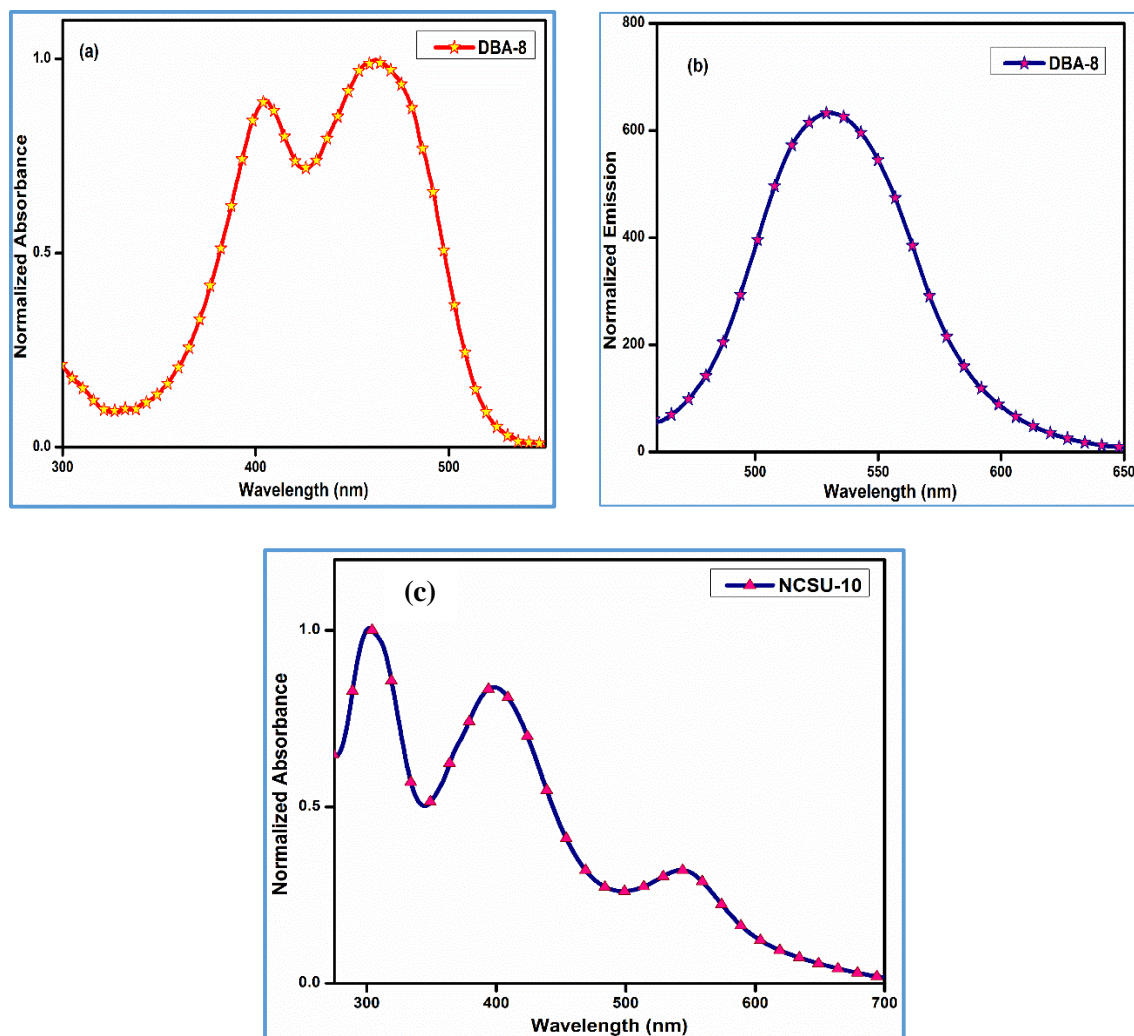 (a)
DBA-8
Normalized Absorbance
1.0
0.5
0.0
300
400
500
Wavelength (nm)
(b)
DBA-8
Normalized Emission
800
600
400
200
0
500
550
600
650
Wavelength (nm)
(c)
NCSU-10
Normalized Absorbance
1.0
0.5
0.0
300
400
500
600
700
Wavelength (nm)